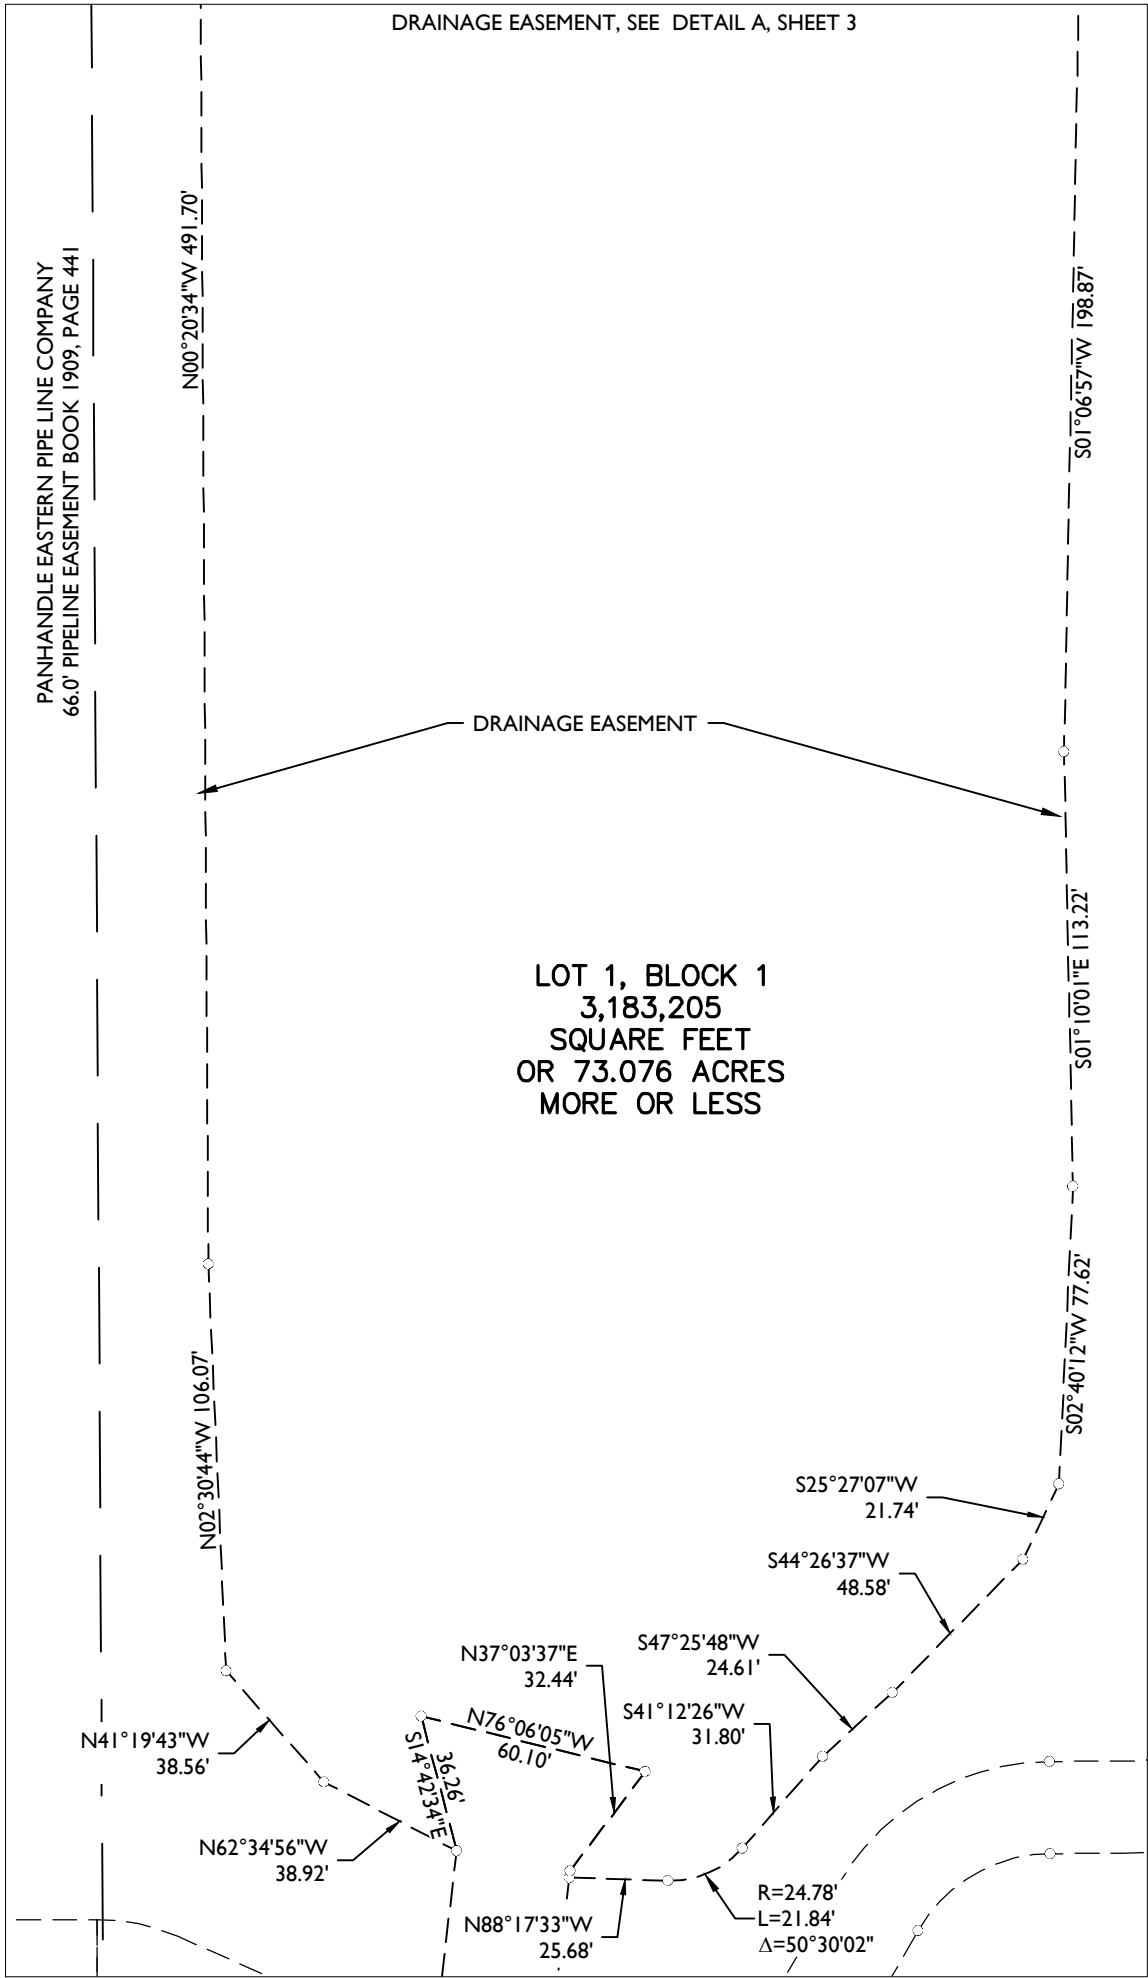 DRAINAGE EASEMENT, SEE DETAIL A, SHEET 3
PANHANDLE EASTERN PIPE LINE COMPANY
66.0' PIPELINE EASEMENT BOOK 1909, PAGE 441
N00°20'34"W 491.70'
S01°06'57"W 198.87'
DRAINAGE EASEMENT
S01°10'01"E 113.22'
LOT 1, BLOCK 1
3,183,205
SQUARE FEET
OR 73.076 ACRES
MORE OR LESS
S02°40'12"W 77.62'
N02°30'44"W 106.07'
S25°27'07"W
21.74'
S44°26'37"W
48.58'
S47°25'48"W
24.61'
N37°03'37"E
32.44'
S41°12'26"W
31.80'
N76°06'05"W
60.10'
36.26'
S14°42'34"E
N41°19'43"W
38.56'
N62°34'56"W
38.92'
N88°17'33"W
25.68'
R=24.78'
L=21.84'
Δ=50°30'02"